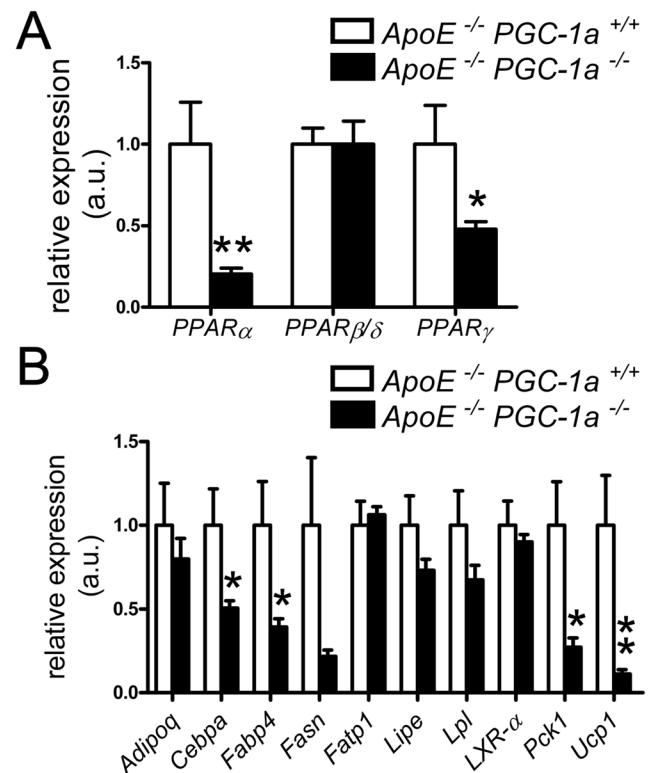 A
ApoE -/- PGC-1a +/+
ApoE -/- PGC-1a -/-
relative expression
(a.u.)
1.5
1.0
0.5
0.0
**
*
PPARα PPARβ/δ PPARγ
B
ApoE -/- PGC-1a +/+
ApoE -/- PGC-1a -/-
relative expression
(a.u.)
1.5
1.0
0.5
0.0
* * * **
Adipoq Cebpa Fabp4 Fasn Fatp1 Lipe Lpl LXR-α Pck1 Ucp1